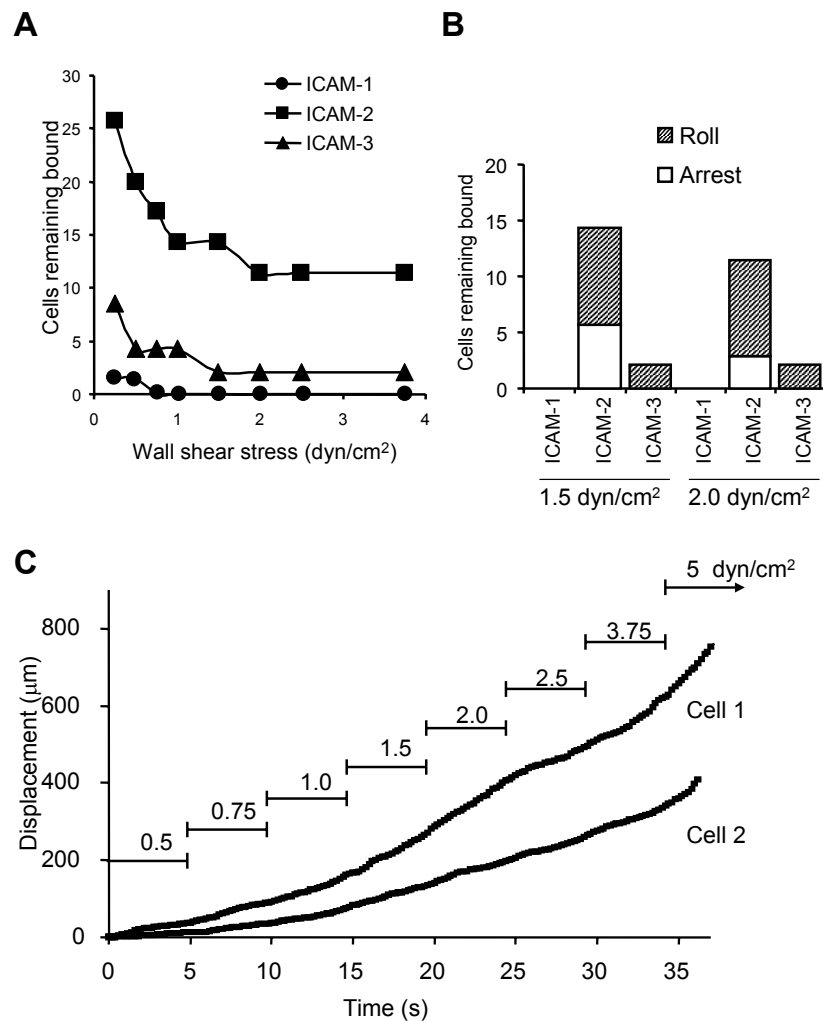 A
30
25
20
15
10
5
0
Cells remaining bound
ICAM-1
ICAM-2
ICAM-3
0 1 2 3 4
Wall shear stress (dyn/cm²)
B
Roll
Arrest
20
15
10
5
0
Cells remaining bound
ICAM-1
ICAM-2
ICAM-3
ICAM-1
ICAM-2
ICAM-3
1.5 dyn/cm² 2.0 dyn/cm²
C
800
600
400
200
0
Displacement (μm)
0.5
0.75
1.0
1.5
2.0
2.5
3.75
5 dyn/cm²
Cell 1
Cell 2
0 5 10 15 20 25 30 35
Time (s)